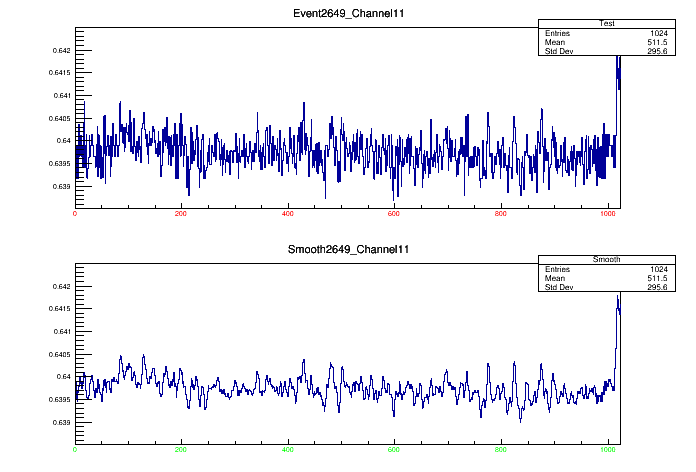 Event2649_Channel11
Test
Entries 1024
Mean 511.5
Std Dev 295.6
0.642
0.6415
0.641
0.6405
0.64
0.6395
0.639
0 200 400 600 800 1000
Smooth2649_Channel11
Smooth
Entries 1024
Mean 511.5
Std Dev 295.6
0.642
0.6415
0.641
0.6405
0.64
0.6395
0.639
0 200 400 600 800 1000